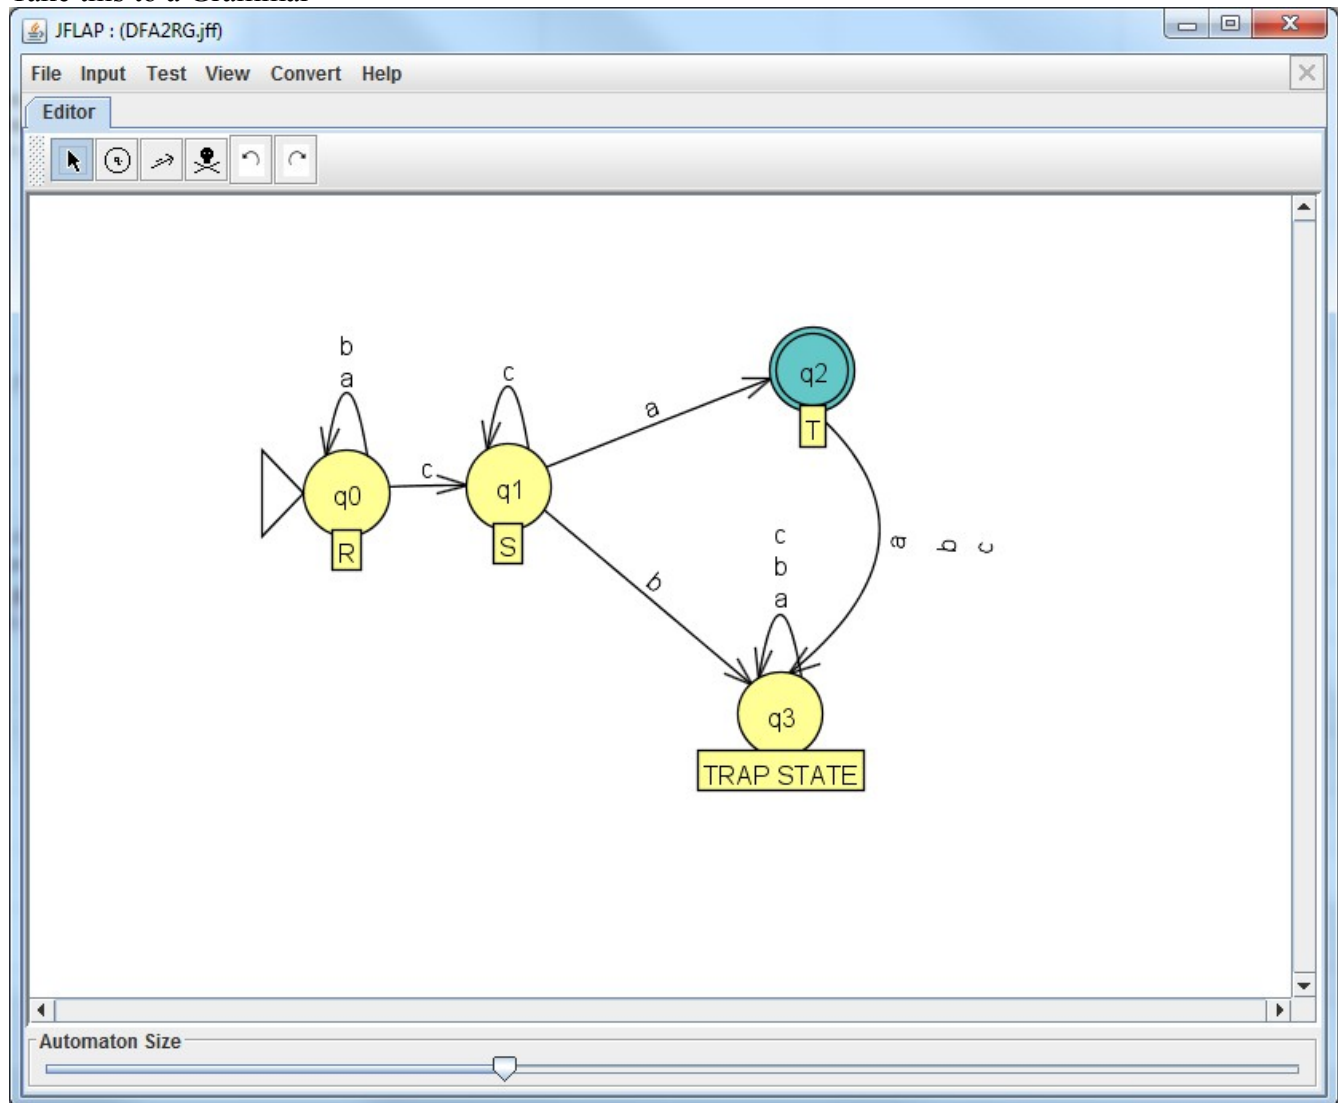 Take this to a Grammar
JFLAP : (DFA2RG.jff)
File Input Test View Convert Help
Editor
b
a
c
a
q2
T
c
q0
R
q1
S
a
b
c
b
c
b
a
q3
TRAP STATE
Automaton Size